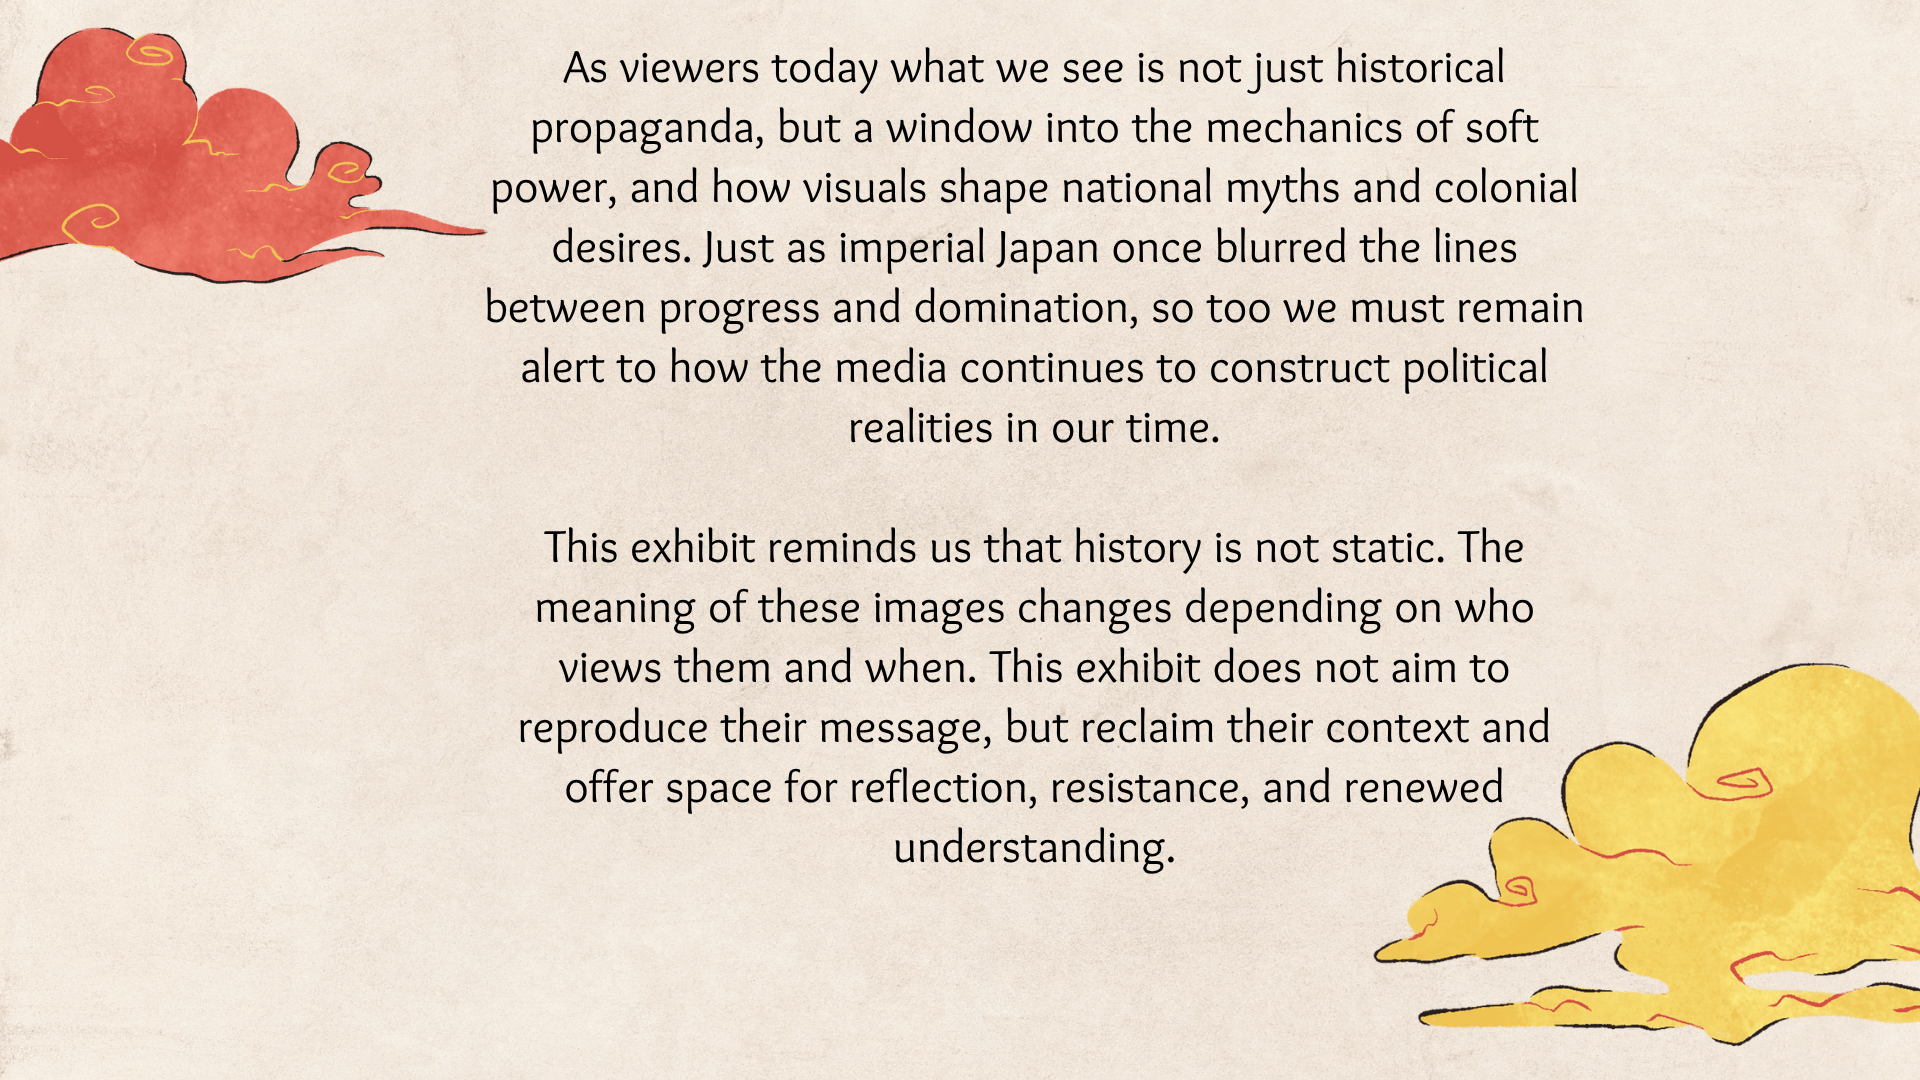 As viewers today what we see is not just historical
propaganda, but a window into the mechanics of soft
power, and how visuals shape national myths and colonial
desires. Just as imperial Japan once blurred the lines
between progress and domination, so too we must remain
alert to how the media continues to construct political
realities in our time.
This exhibit reminds us that history is not static. The
meaning of these images changes depending on who
views them and when. This exhibit does not aim to
reproduce their message, but reclaim their context and
offer space for reflection, resistance, and renewed
understanding.